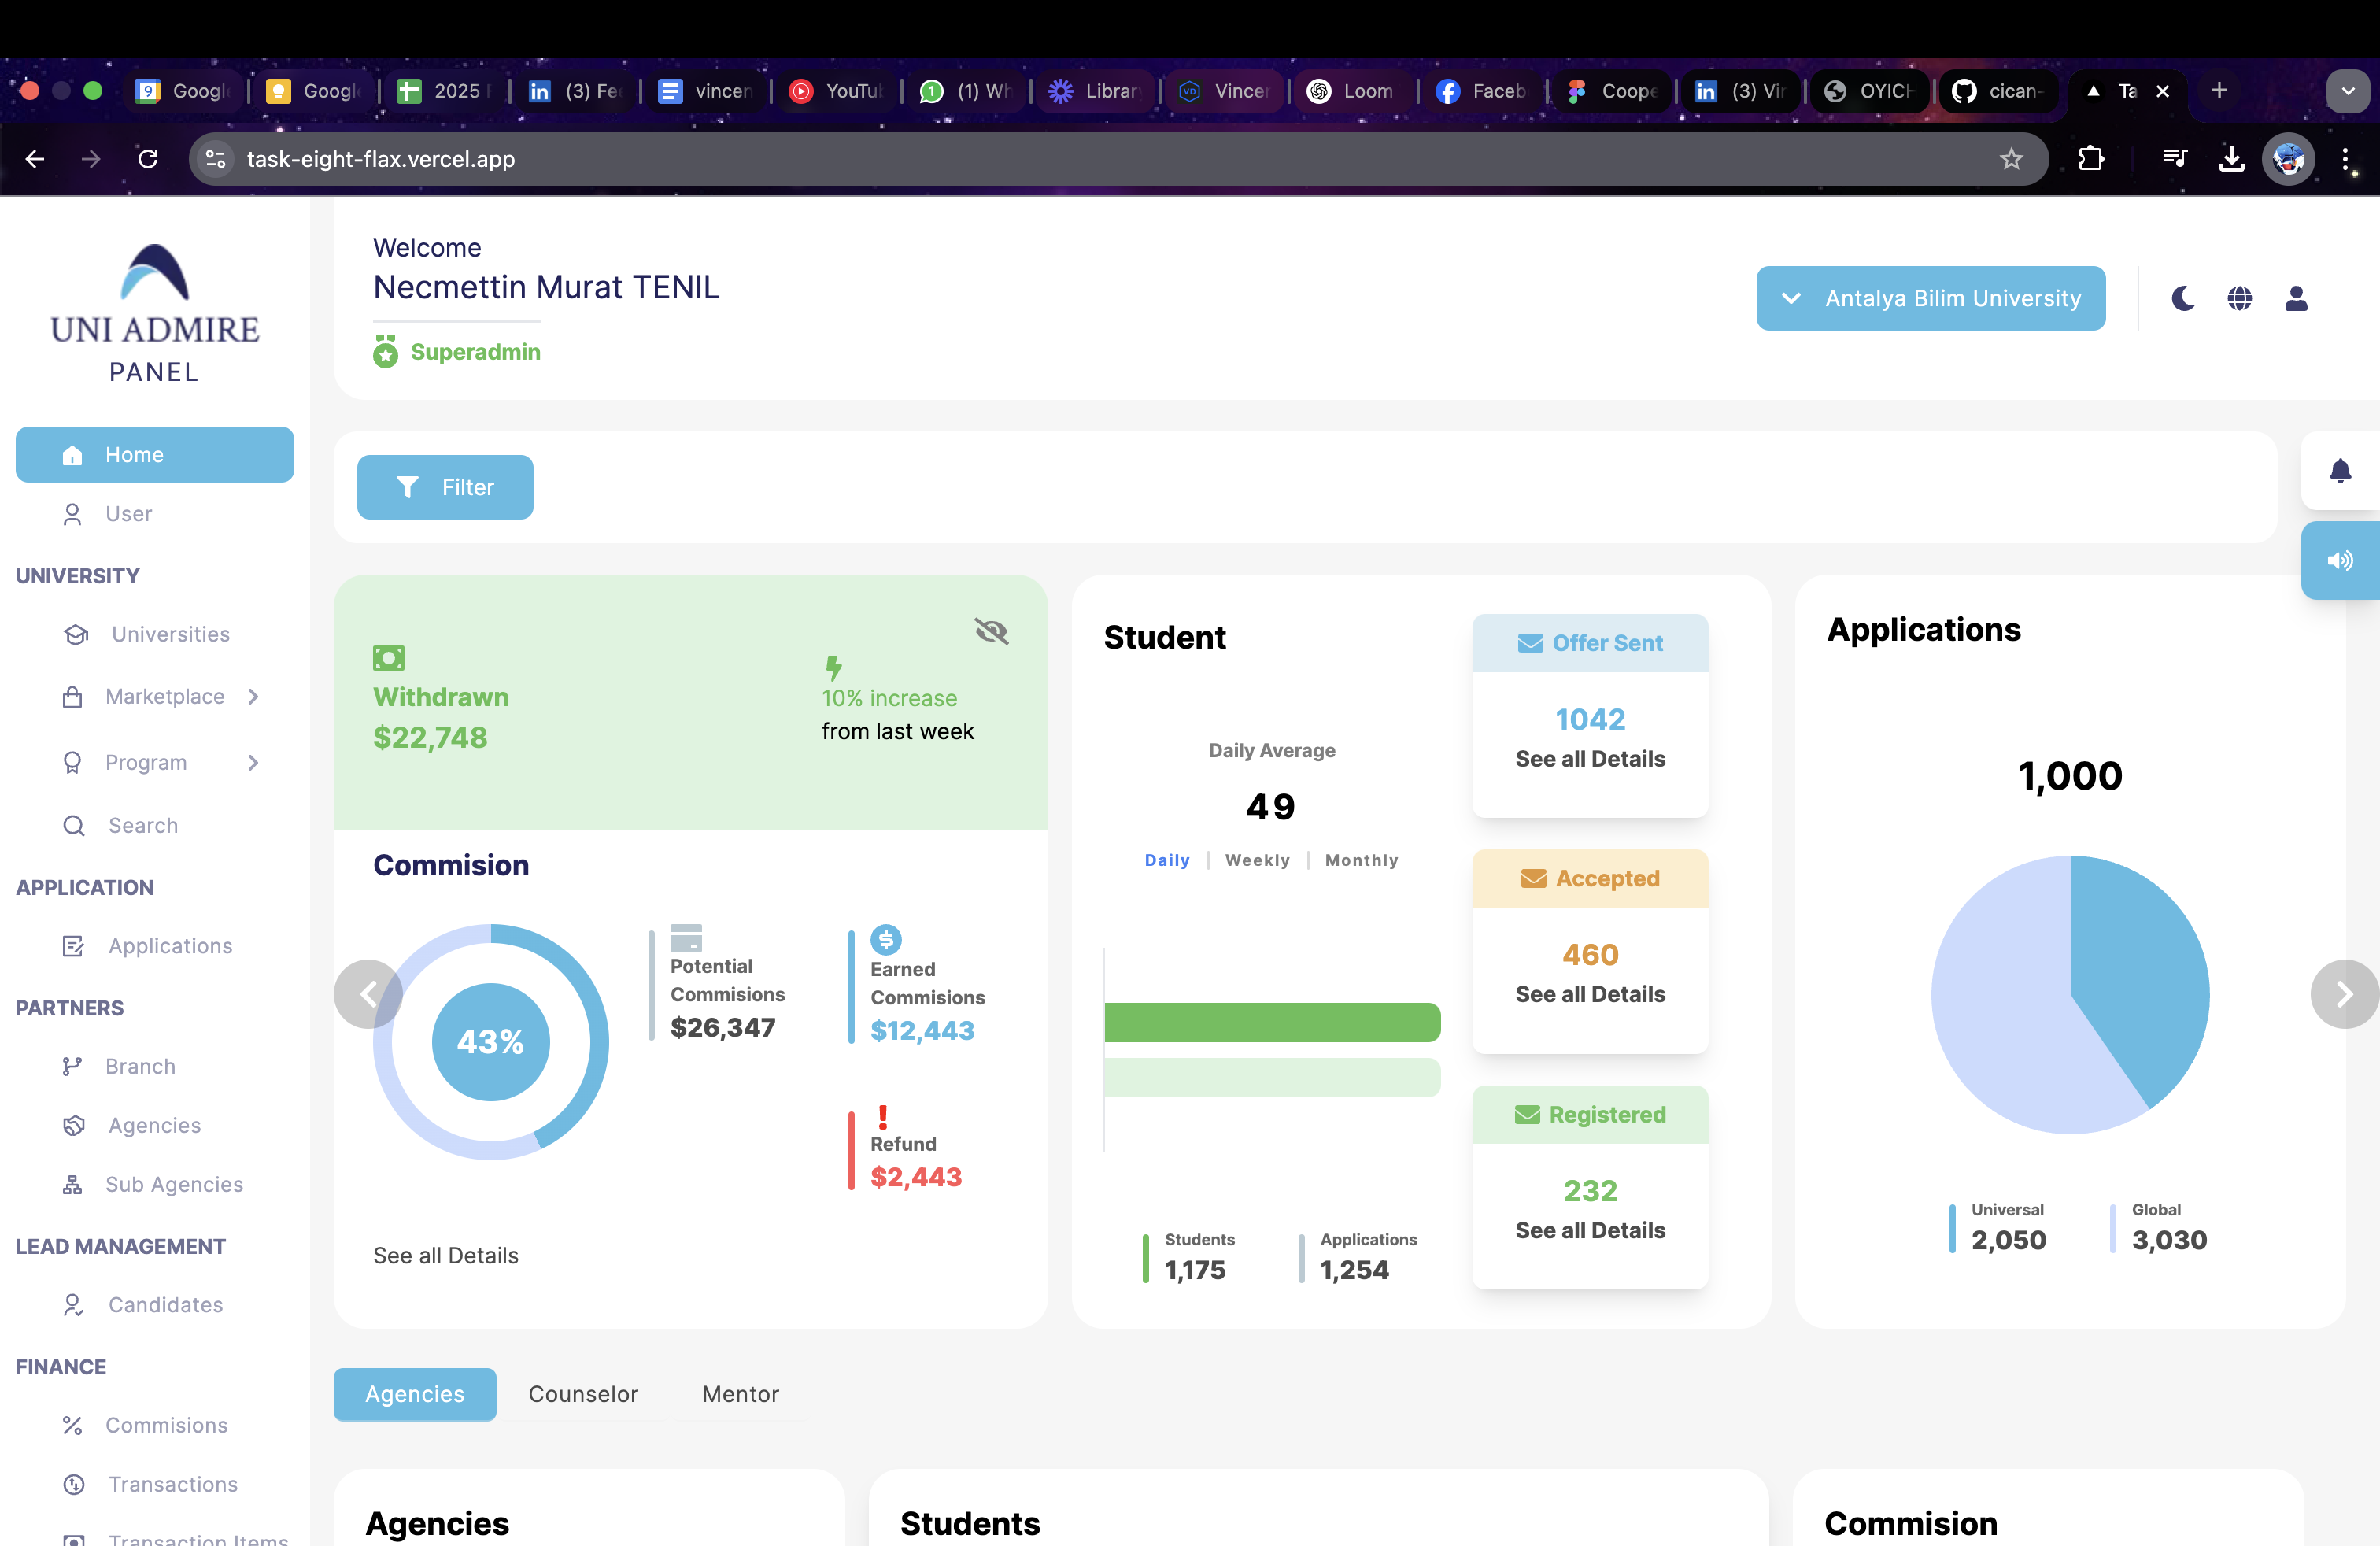 Googl
Googl
2025 F
(3) Fee
vincen
YouTu
(1) Wh
Librar
Vincer
Loom
Faceb
Coope
(3) Vir
OYICH
cican-
Ta
task-eight-flax.vercel.app
UNI ADMIRE
PANEL
Home
User
UNIVERSITY
Universities
Marketplace
Program
Search
APPLICATION
Applications
PARTNERS
Branch
Agencies
Sub Agencies
LEAD MANAGEMENT
Candidates
FINANCE
Commisions
Transactions
Transaction Items
Welcome
Necmettin Murat TENIL
Superadmin
Antalya Bilim University
Filter
Withdrawn
$22,748
10% increase
from last week
Commision
43%
Potential
Commisions
$26,347
Earned
Commisions
$12,443
Refund
$2,443
See all Details
Student
Daily Average
49
Daily
Weekly
Monthly
Students
1,175
Applications
1,254
Offer Sent
1042
See all Details
Accepted
460
See all Details
Registered
232
See all Details
Applications
1,000
Universal
2,050
Global
3,030
Agencies
Counselor
Mentor
Agencies
Students
Commision